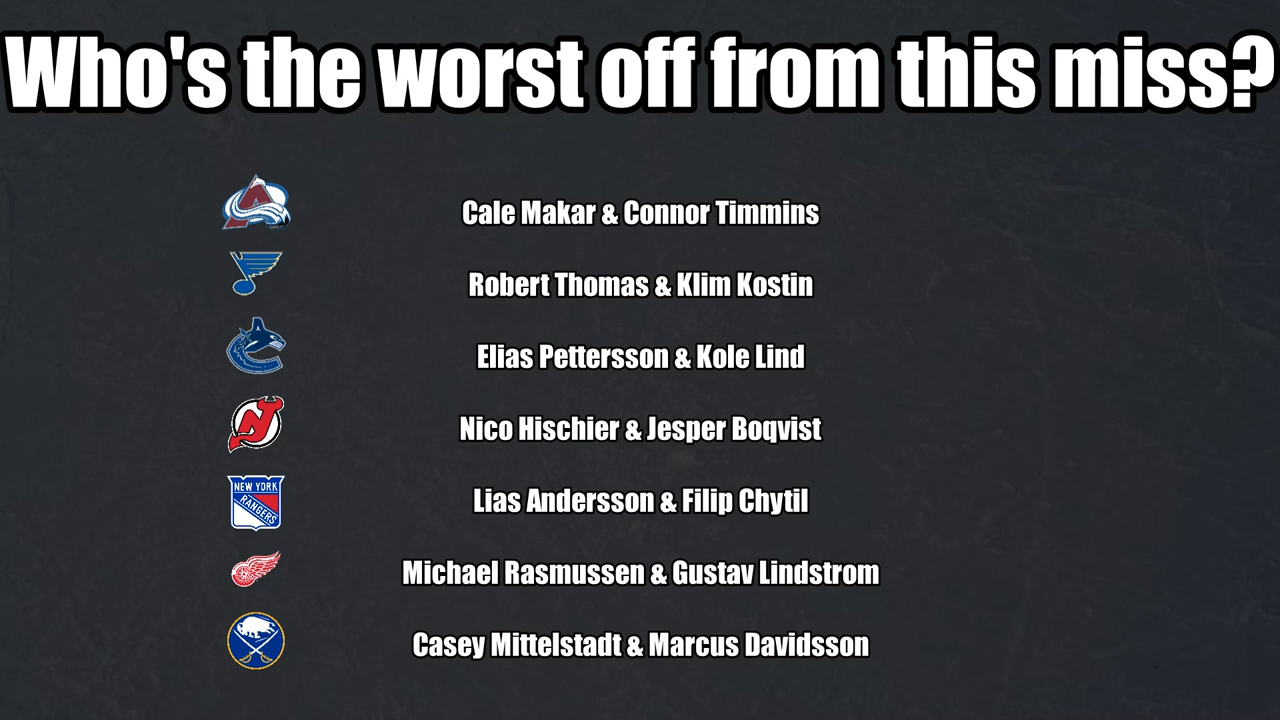 Who's the worst off from this miss?
Cale Makar & Connor Timmins
Robert Thomas & Klim Kostin
Elias Pettersson & Kole Lind
Nico Hischier & Jesper Boqvist
NEW YORK
RANGERS
Lias Andersson & Filip Chytil
Michael Rasmussen & Gustav Lindstrom
Casey Mittelstadt & Marcus Davidsson